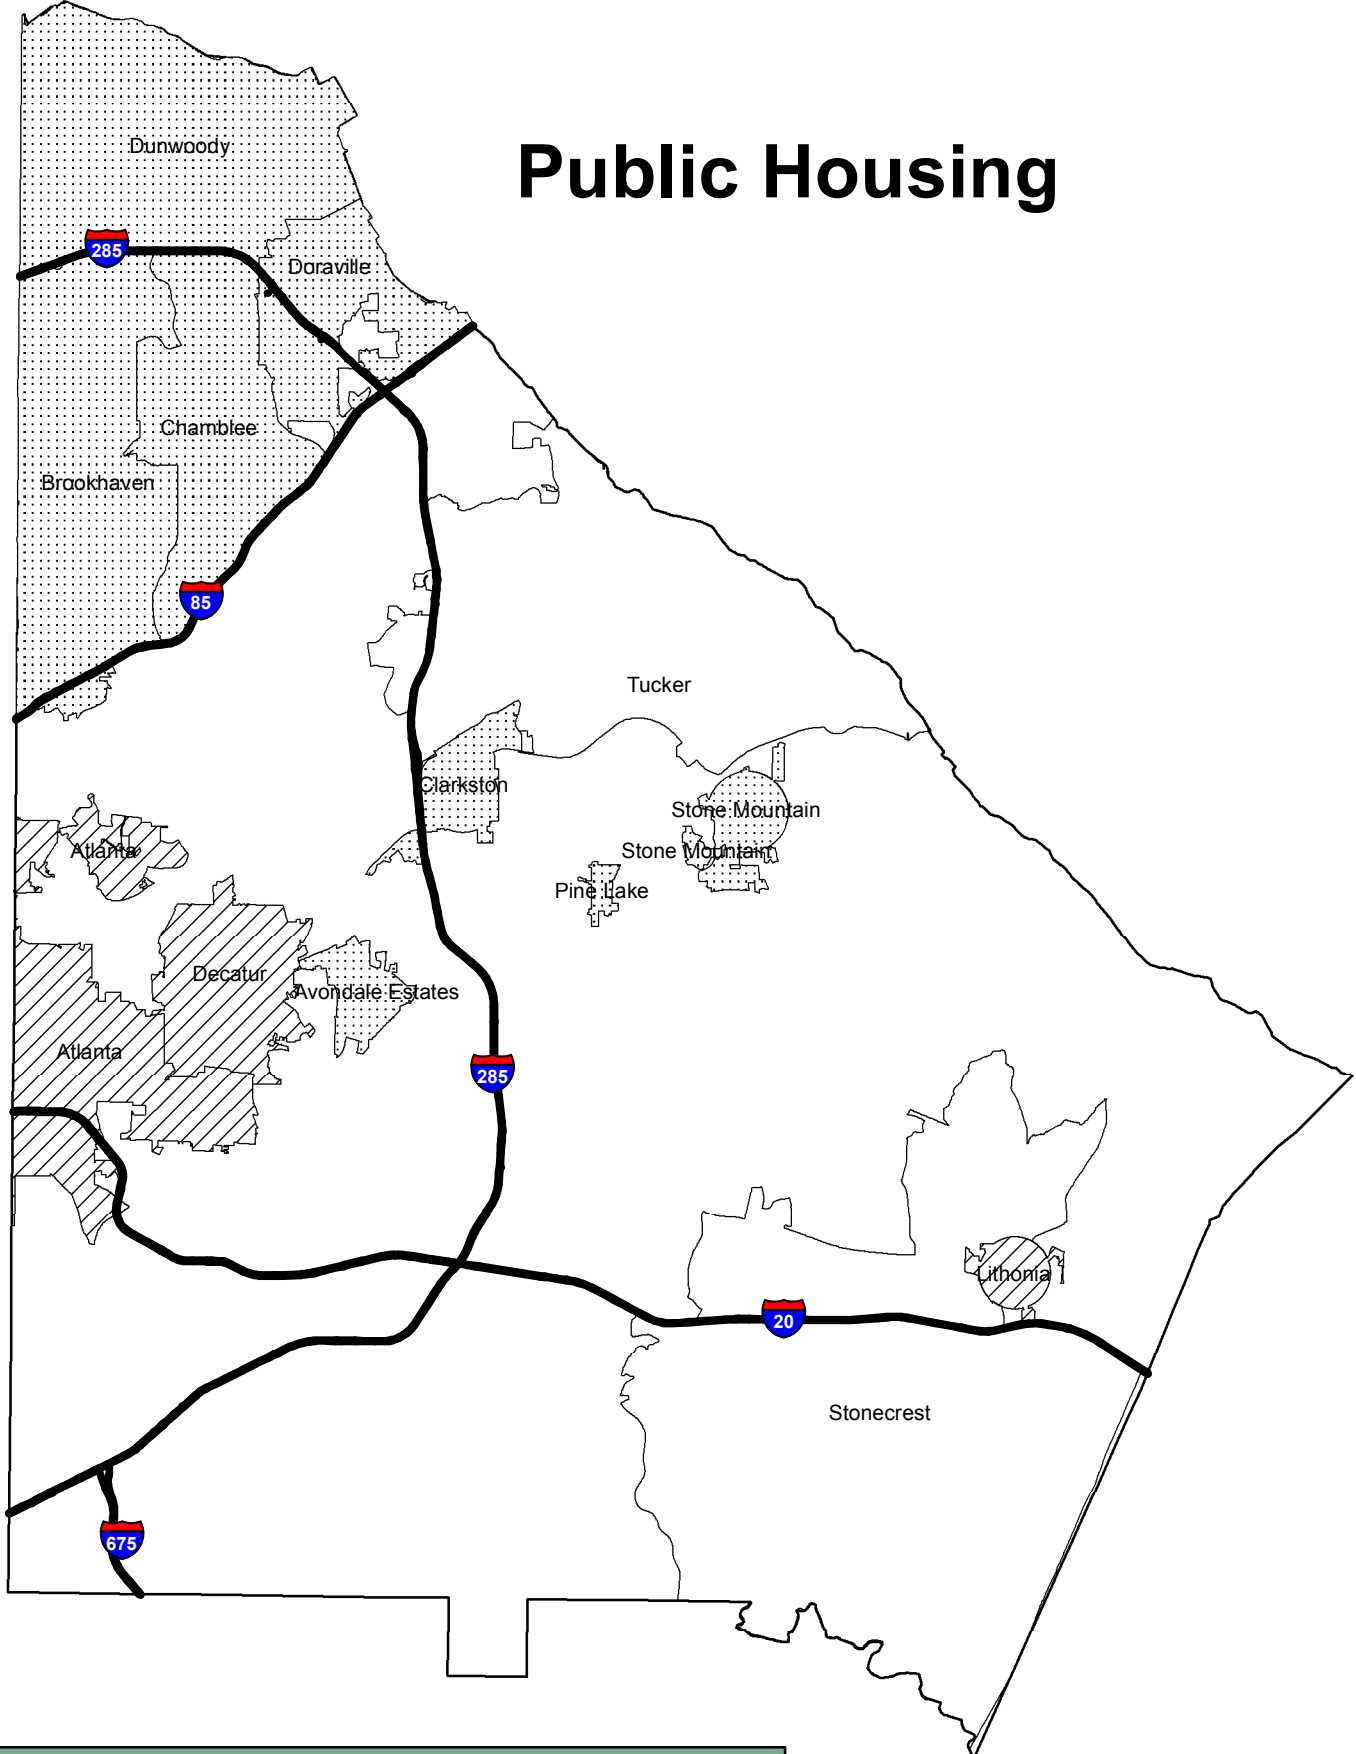 Public Housing
Dunwoody
285
Doraville
Chamblee
Brookhaven
85
Tucker
Clarkston
Stone Mountain
Atlanta
Stone Mountain
Pine Lake
Decatur
Avondale Estates
Atlanta
285
Lithonia
20
Stonecrest
675